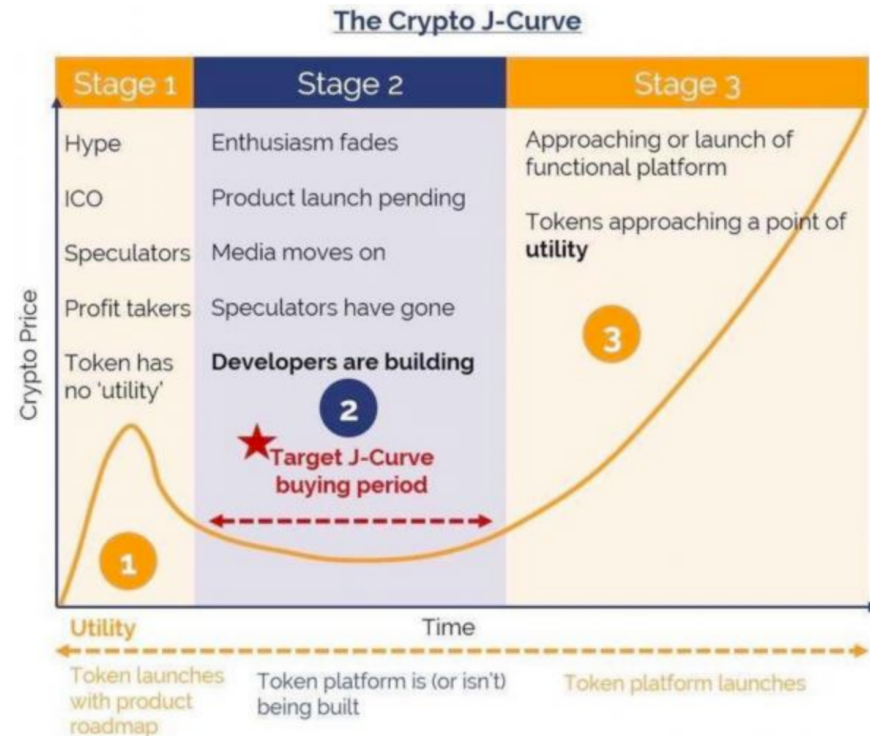 The Crypto J-Curve
Stage 1
Stage 2
Stage 3
Hype
ICO
Speculators
Profit takers
Token has
no 'utility'
Enthusiasm fades
Product launch pending
Media moves on
Speculators have gone
Developers are building
2
Target J-Curve
buying period
Approaching or launch of
functional platform
Tokens approaching a point of
utility
3
1
Crypto Price
Utility
Time
Token launches
with product
roadmap
Token platform is (or isn't)
being built
Token platform launches